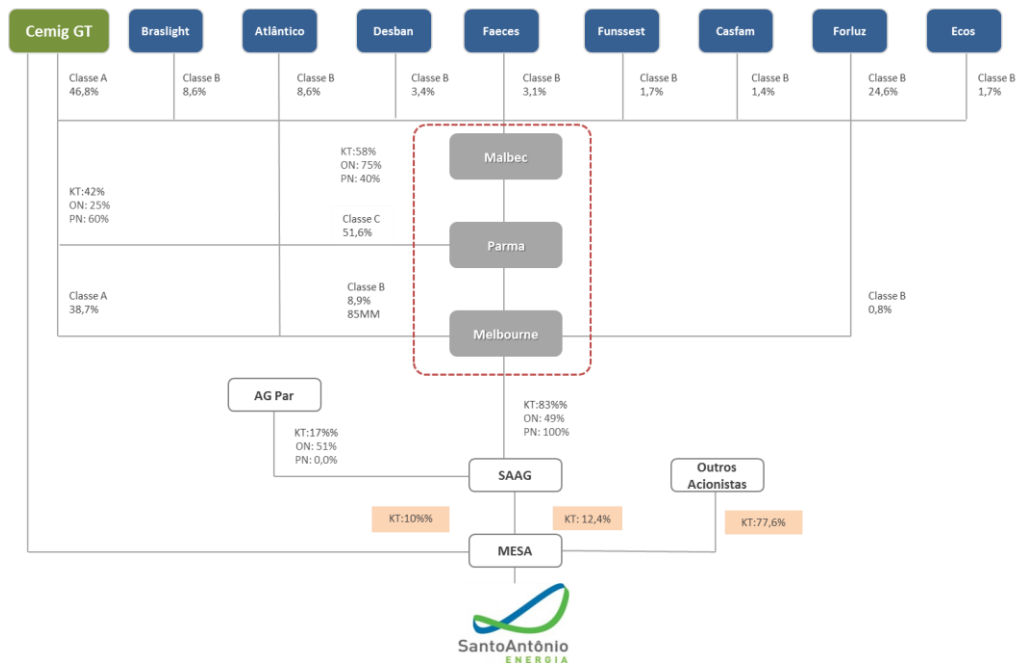 Cemig GT
Braslight
Atlântico
Desban
Faeces
Funssest
Casfam
Forluz
Ecos
Classe A
46,8%
Classe B
8,6%
Classe B
8,6%
Classe B
3,4%
Classe B
3,1%
Classe B
1,7%
Classe B
1,4%
Classe B
24,6%
Classe B
1,7%
KT:58%
ON: 75%
PN: 40%
Malbec
KT:42%
ON: 25%
PN: 60%
Classe C
51,6%
Parma
Classe A
38,7%
Classe B
8,9%
85MM
Classe B
0,8%
Melbourne
AG Par
KT:83%%
ON: 49%
PN: 100%
KT:17%%
ON: 51%
PN: 0,0%
SAAG
Outros
Acionistas
KT:10%%
KT: 12,4%
KT:77,6%
MESA
SantoAntônio
ENERGIA